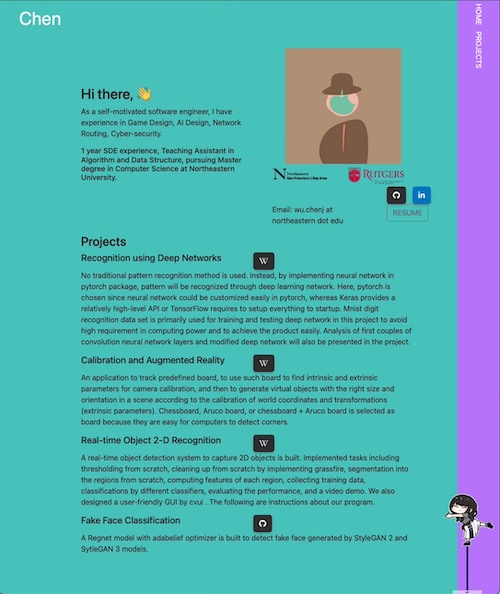 Chen
HOME PROJECTS
Hi there, 👋
As a self-motivated software engineer, I have
experience in Game Design, AI Design, Network
Routing, Cyber-security.
1 year SDE experience, Teaching Assistant in
Algorithm and Data Structure, pursuing Master
degree in Computer Science at Northeastern
University.
N Northeastern
San Francisco | Bay Area
RUTGERS
in
Email: wu.chenj at
northeastern dot edu
RESUME
Projects
Recognition using Deep Networks W
No traditional pattern recognition method is used. Instead, by implementing neural network in
pytorch package, pattern will be recognized through deep learning network. Here, pytorch is
chosen since neural network could be customized easily in pytorch, whereas Keras provides a
relatively high-level API or TensorFlow requires to setup everything to startup. Mnist digit
recognition data set is primarily used for training and testing deep network in this project to avoid
high requirement in computing power and to achieve the product easily. Analysis of first couples of
convolution neural network layers and modified deep network will also be presented in the project.
Calibration and Augmented Reality W
An application to track predefined board, to use such board to find intrinsic and extrinsic
parameters for camera calibration, and then to generate virtual objects with the right size and
orientation in a scene according to the calibration of world coordinates and transformations
(extrinsic parameters). Chessboard, Aruco board, or chessboard + Aruco board is selected as
board because they are easy for computers to detect corners.
Real-time Object 2-D Recognition W
A real-time object detection system to capture 2D objects is built. Implemented tasks including
thresholding from scratch, cleaning up from scratch by implementing grassfire, segmentation into
the regions from scratch, computing features of each region, collecting training data,
classifications by different classifiers, evaluating the performance, and a video demo. We also
designed a user-friendly GUI by cvui . The following are instructions about our program.
Fake Face Classification
A Regnet model with adabelief optimizer is built to detect fake face generated by StyleGAN 2 and
SytleGAN 3 models.